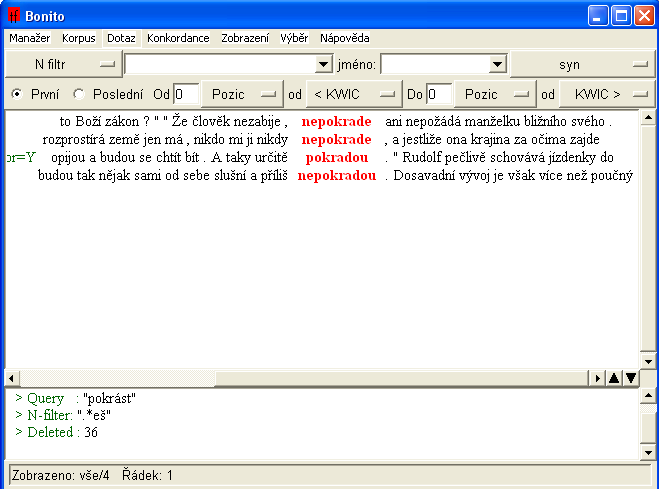 Bonito
Manažer Korpus Dotaz Konkordance Zobrazení Výběr Nápověda
N filtr jméno: syn
První Poslední Od 0 Pozic od < KWIC Do 0 Pozic od KWIC >
to Boží zákon ? " " Že člověk nezabije , nepokrade ani nepožádá manželku bližního svého .
rozprostírá země jen má , nikdo mi ji nikdy nepokrade , a jestliže ona krajina za očima zajde
or=Y opijou a budou se chtít bít . A taky určitě pokradou . " Rudolf pečlivě schovává jízdenky do
budou tak nějak sami od sebe slušní a příliš nepokradou . Dosavadní vývoj je však více než poučný
> Query : "pokrást"
> N-filter: ".*eš"
> Deleted : 36
Zobrazeno: vše/4 Řádek: 1